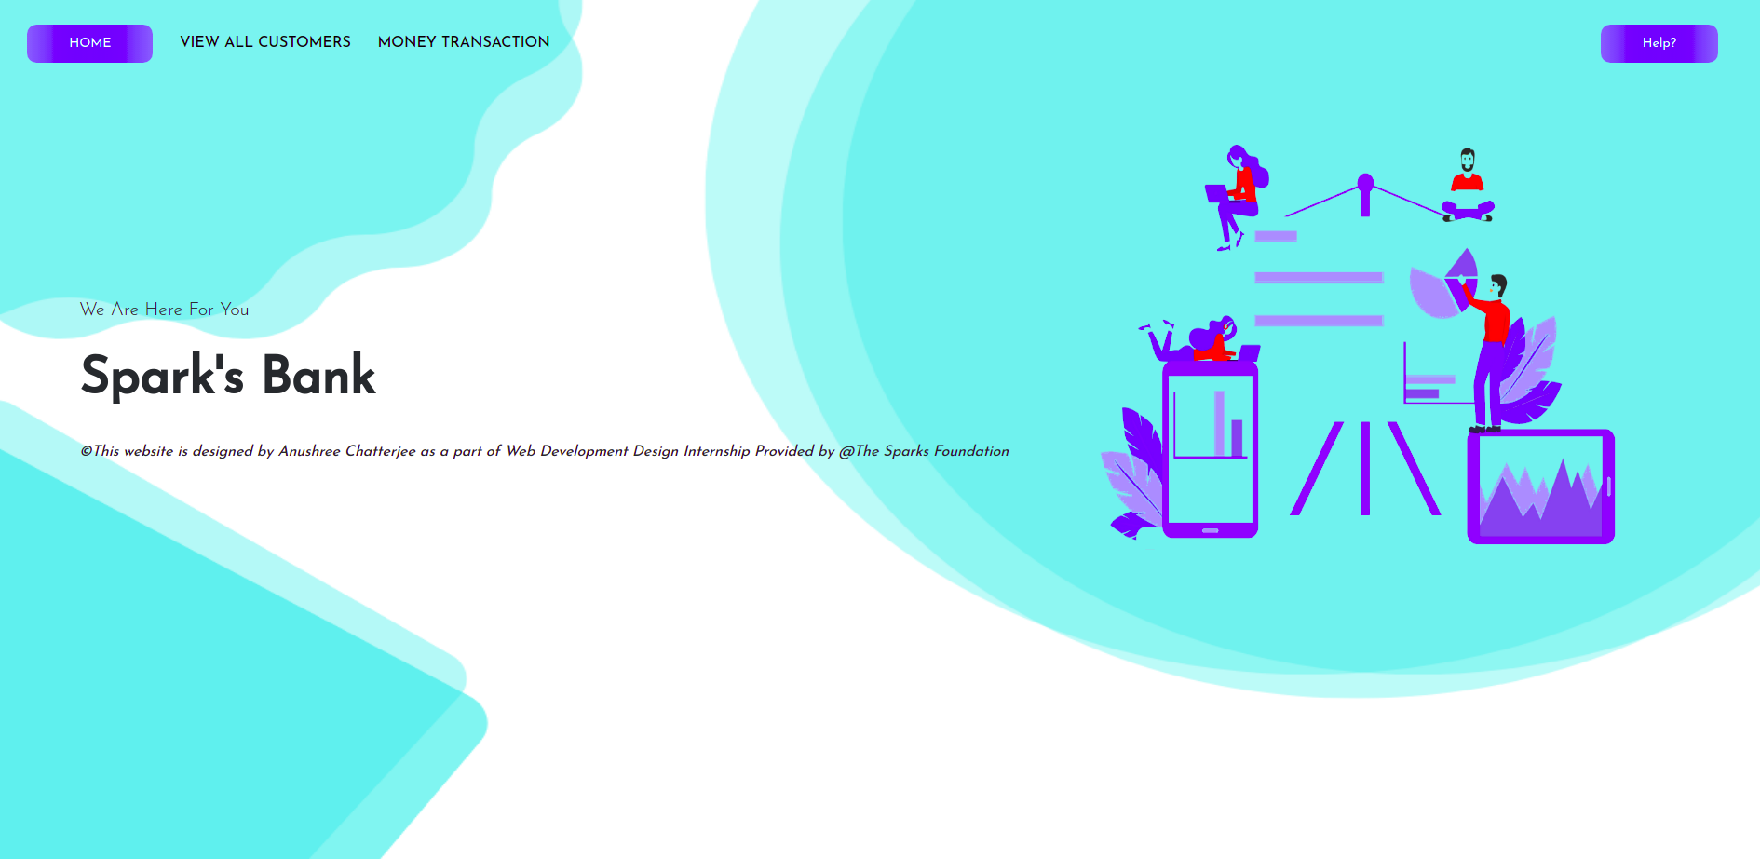 HOME VIEW ALL CUSTOMERS MONEY TRANSACTION Help?
We Are Here For You
Spark's Bank
©This website is designed by Anushree Chatterjee as a part of Web Development Design Internship Provided by @The Sparks Foundation